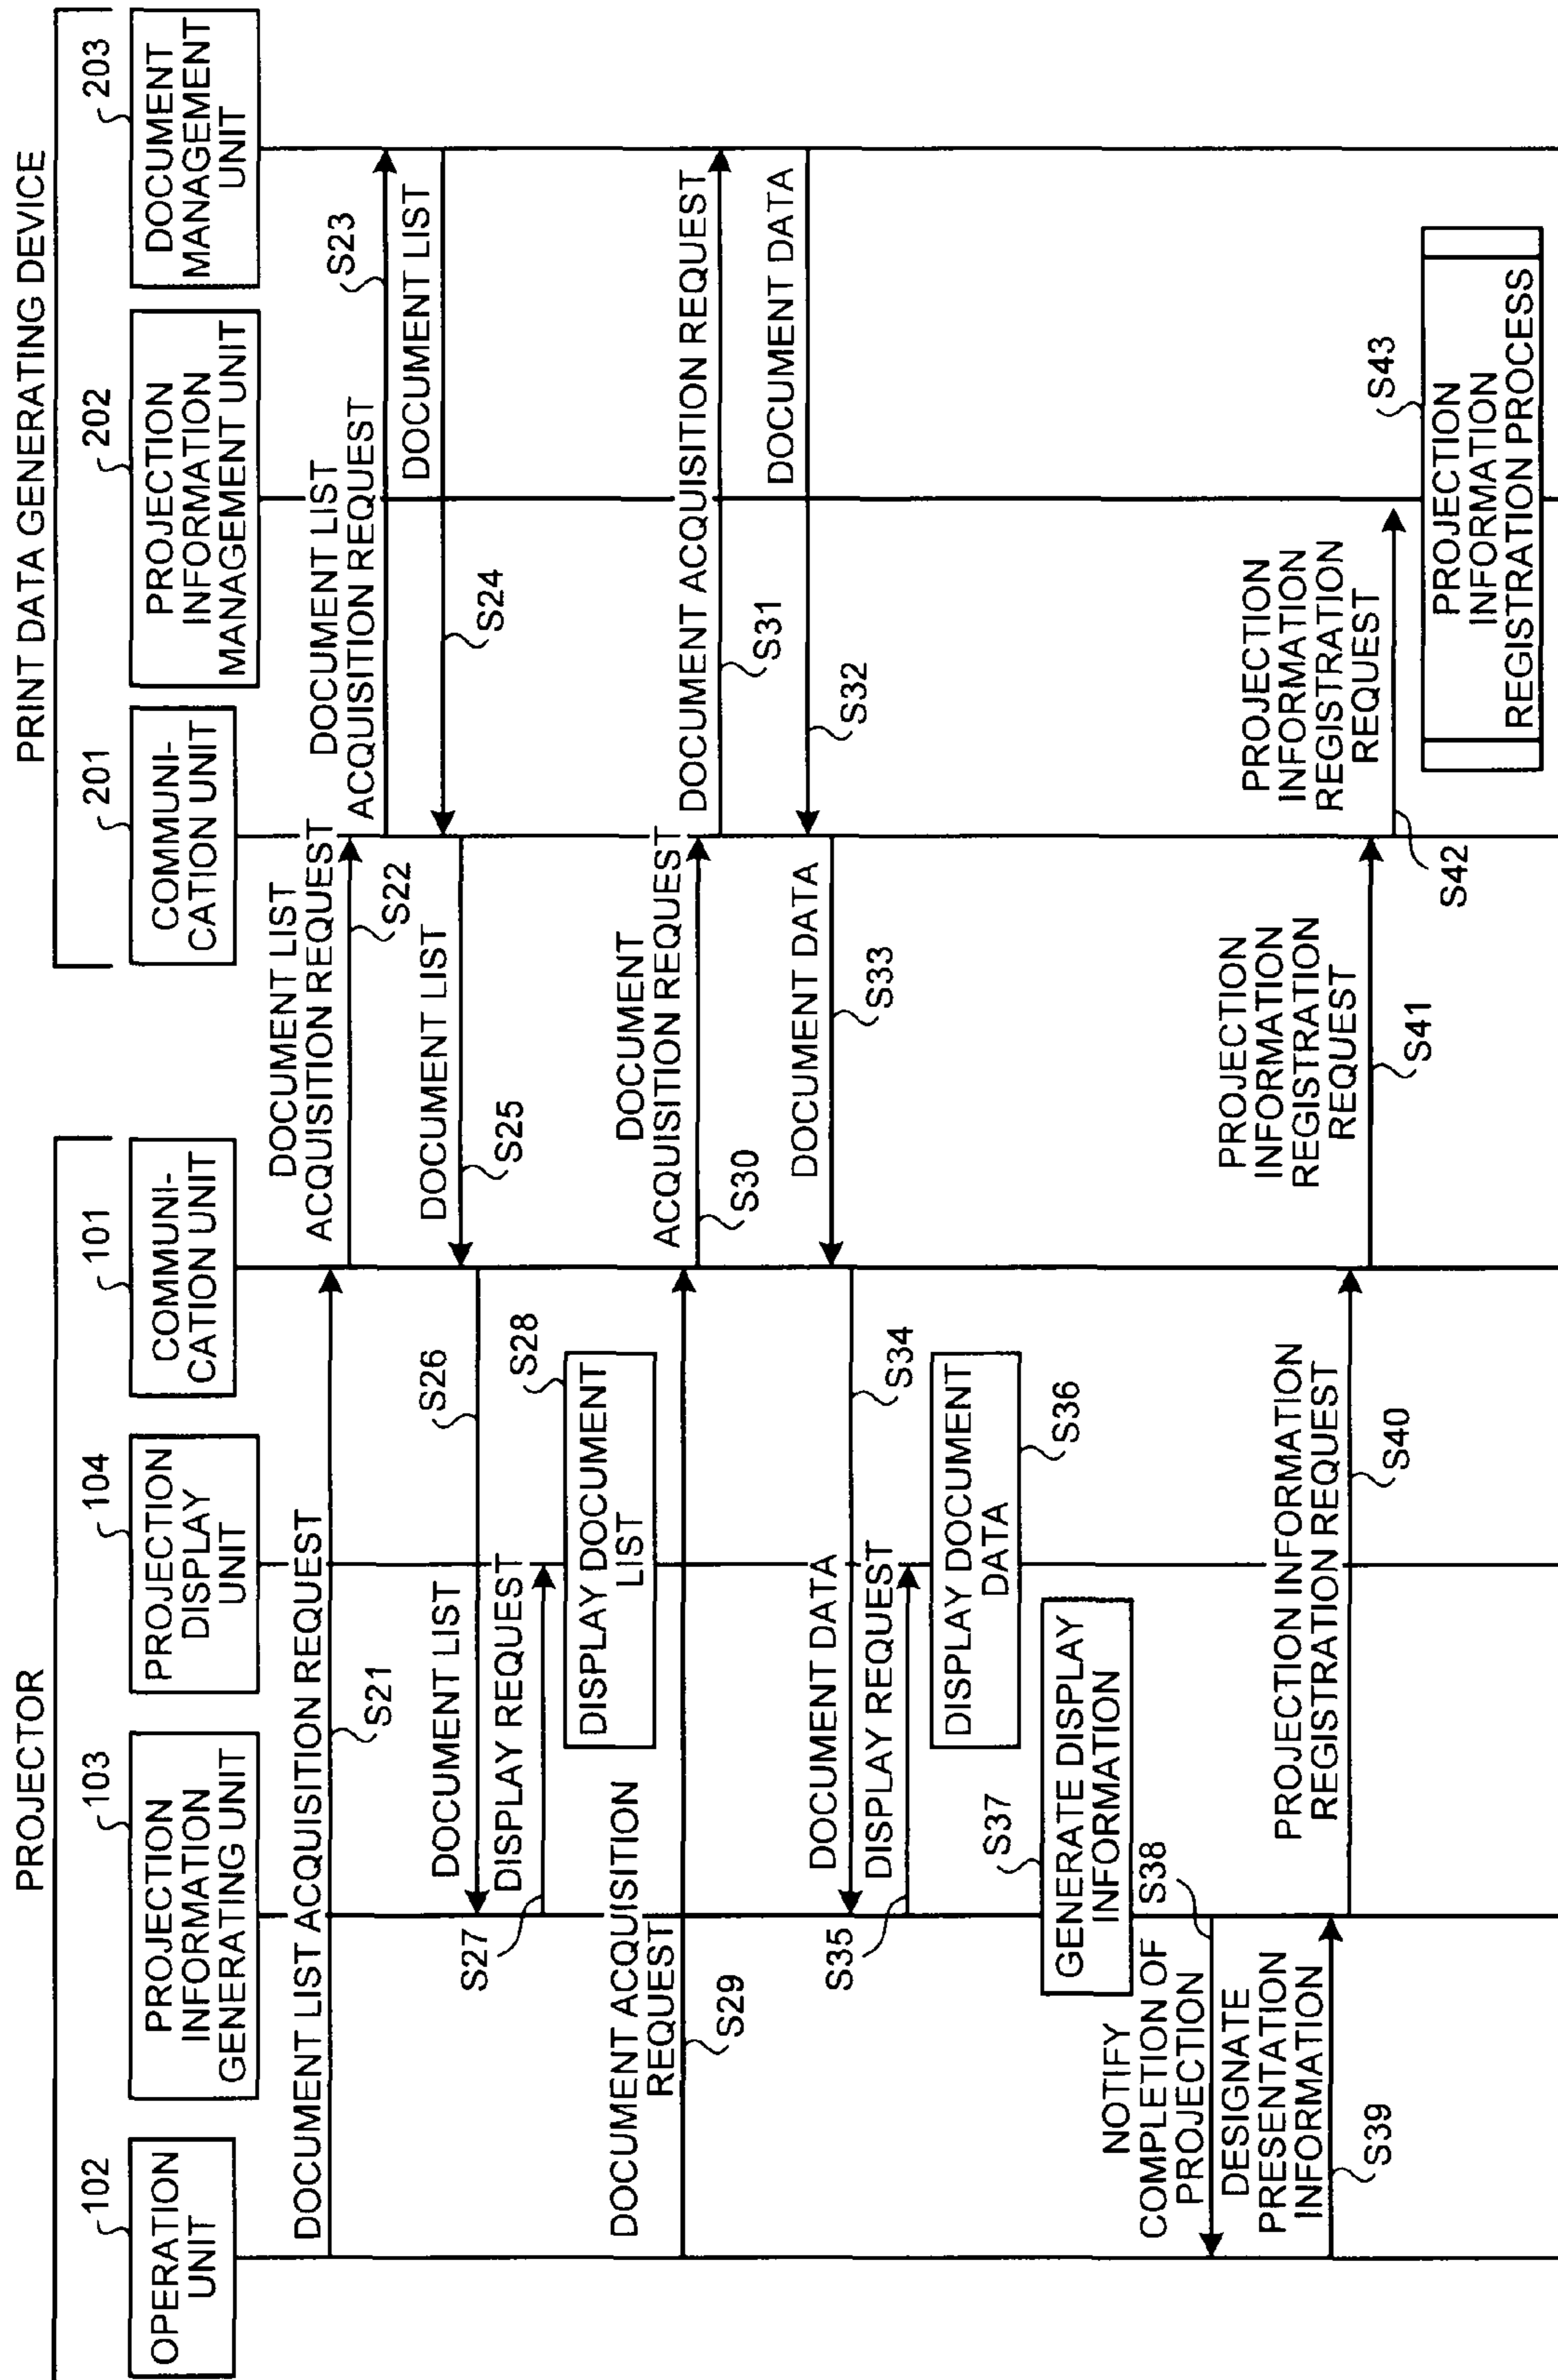 PROJECTOR
PRINT DATA GENERATING DEVICE
102
OPERATION
UNIT
103
PROJECTION
INFORMATION
GENERATING UNIT
104
PROJECTION
DISPLAY
UNIT
101
COMMUNI-
CATION UNIT
201
COMMUNI-
CATION UNIT
202
PROJECTION
INFORMATION
MANAGEMENT UNIT
203
DOCUMENT
MANAGEMENT
UNIT
DOCUMENT LIST ACQUISITION REQUEST
S21
DOCUMENT LIST
ACQUISITION REQUEST
S22
DOCUMENT LIST
ACQUISITION REQUEST
S23
DOCUMENT LIST
S24
DOCUMENT LIST
S25
DOCUMENT LIST
S26
DISPLAY REQUEST
S27
DISPLAY DOCUMENT
LIST
S28
DOCUMENT ACQUISITION
REQUEST
S29
DOCUMENT
ACQUISITION REQUEST
S30
DOCUMENT ACQUISITION REQUEST
S31
DOCUMENT DATA
S32
DOCUMENT DATA
S33
DOCUMENT DATA
S34
DISPLAY REQUEST
S35
DISPLAY DOCUMENT
DATA
S36
GENERATE DISPLAY
INFORMATION
S37
NOTIFY
COMPLETION OF
PROJECTION
S38
DESIGNATE
PRESENTATION
INFORMATION
S39
PROJECTION INFORMATION
REGISTRATION REQUEST
S40
PROJECTION
INFORMATION
REGISTRATION
REQUEST
S41
PROJECTION
INFORMATION
REGISTRATION
REQUEST
S42
PROJECTION
INFORMATION
REGISTRATION PROCESS
S43